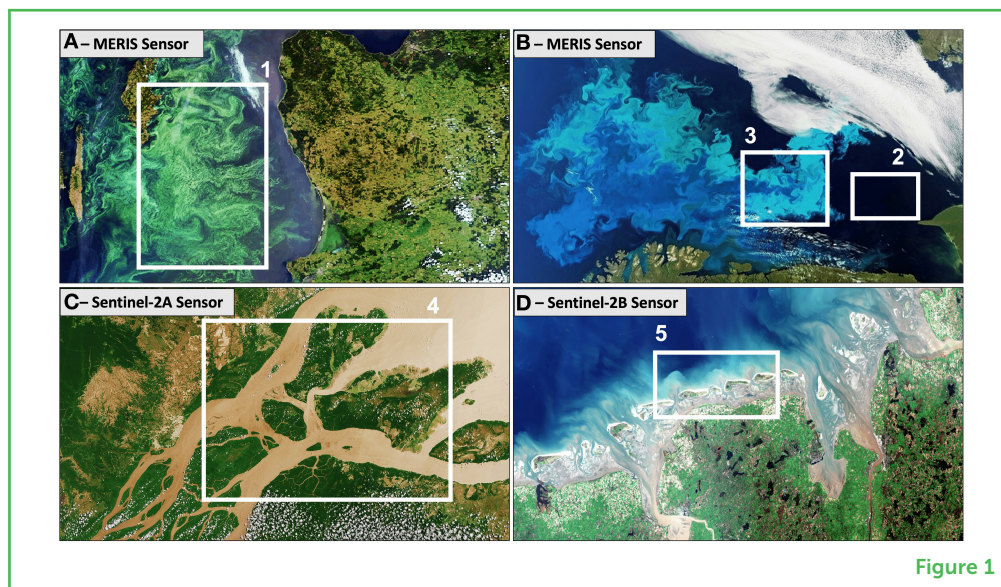 A – MERIS Sensor
1
B – MERIS Sensor
3
2
C – Sentinel-2A Sensor
4
D – Sentinel-2B Sensor
5
Figure 1